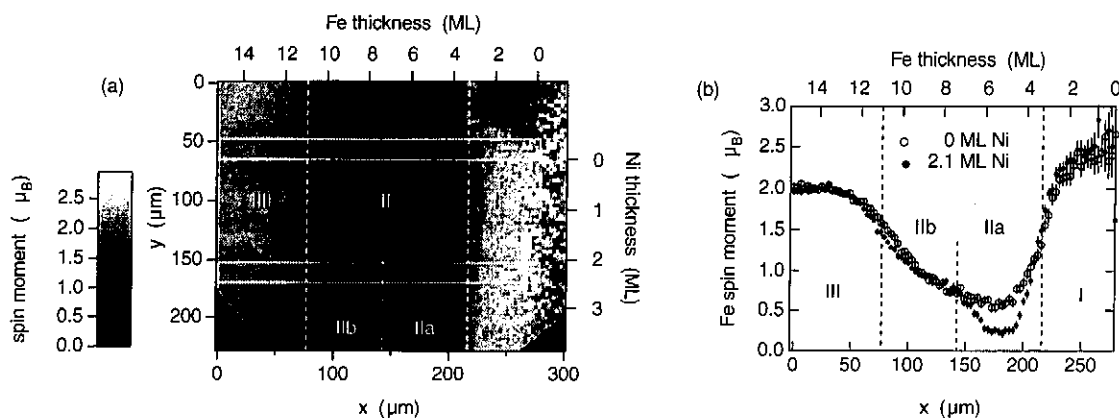 Fe thickness (ML)
14 12 10 8 6 4 2 0
(a)
0
50
100
150
200
y (µm)
III II
IIb IIa
0
1
2
3
Ni thickness (ML)
0 100 200 300
x (µm)
spin moment ( µB)
2.5
2.0
1.5
1.0
0.5
0.0
Fe thickness (ML)
14 12 10 8 6 4 2 0
(b)
3.0
2.5
2.0
1.5
1.0
0.5
0.0
Fe spin moment ( µB)
0 ML Ni
2.1 ML Ni
IIb IIa
III I
0 50 100 150 200 250
x (µm)